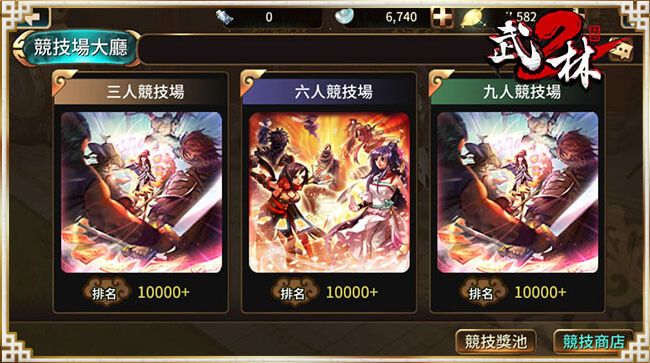 0
6,740
,582
競技場大廳
武林2
三人競技場
六人競技場
九人競技場
排名 10000+
排名 10000+
排名 10000+
競技獎池
競技商店